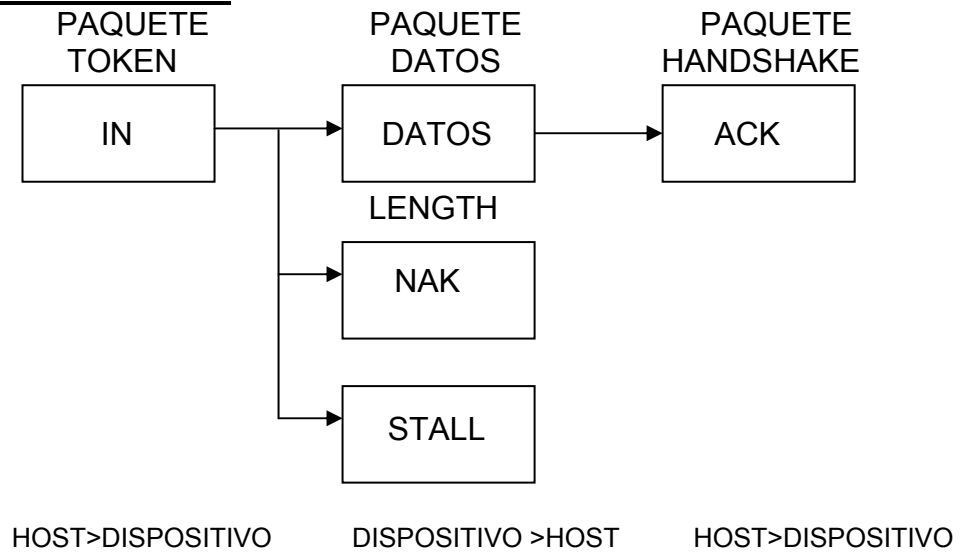 PAQUETE TOKEN
PAQUETE DATOS
PAQUETE HANDSHAKE
IN
DATOS
ACK
LENGTH
NAK
STALL
HOST>DISPOSITIVO
DISPOSITIVO >HOST
HOST>DISPOSITIVO